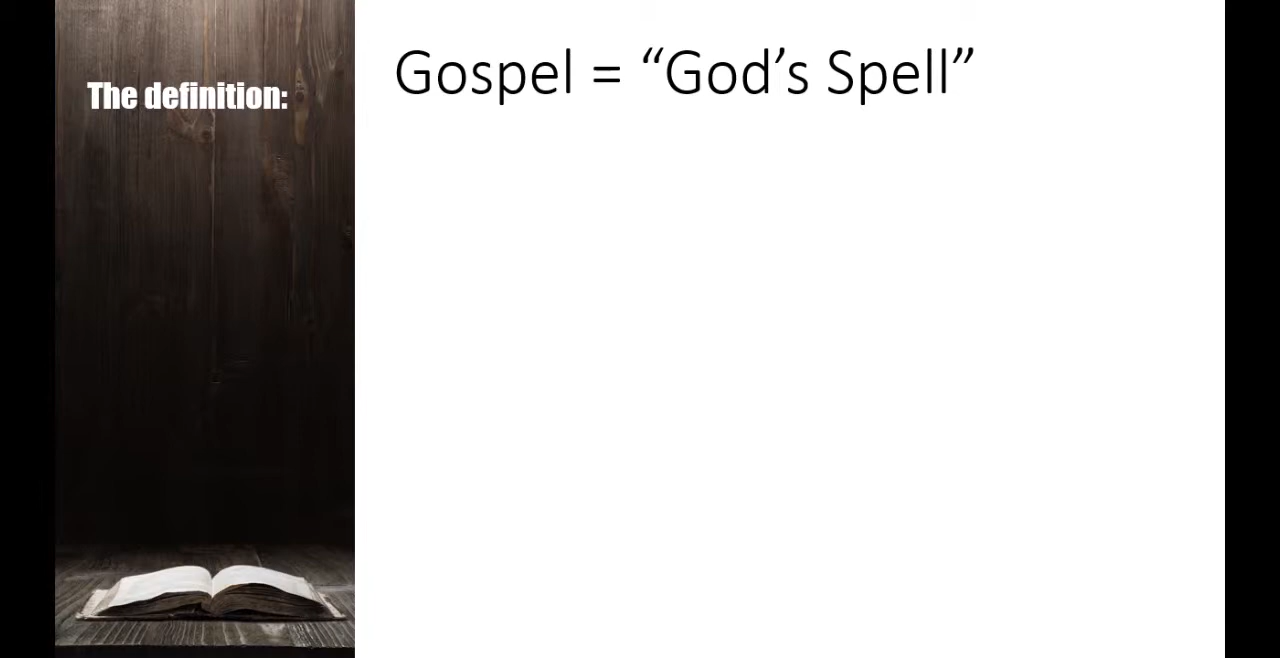 The definition:
Gospel = “God’s Spell”